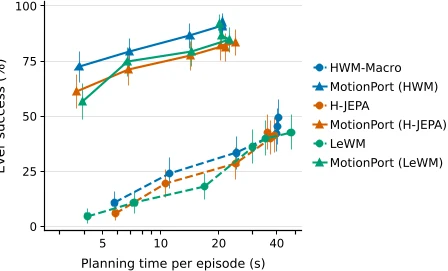 100
75
50
25
0
success (%)
5
10
20
40
Planning time per episode (s)
HWM-Macro
MotionPort (HWM)
H-JEPA
MotionPort (H-JEPA)
LeWM
MotionPort (LeWM)